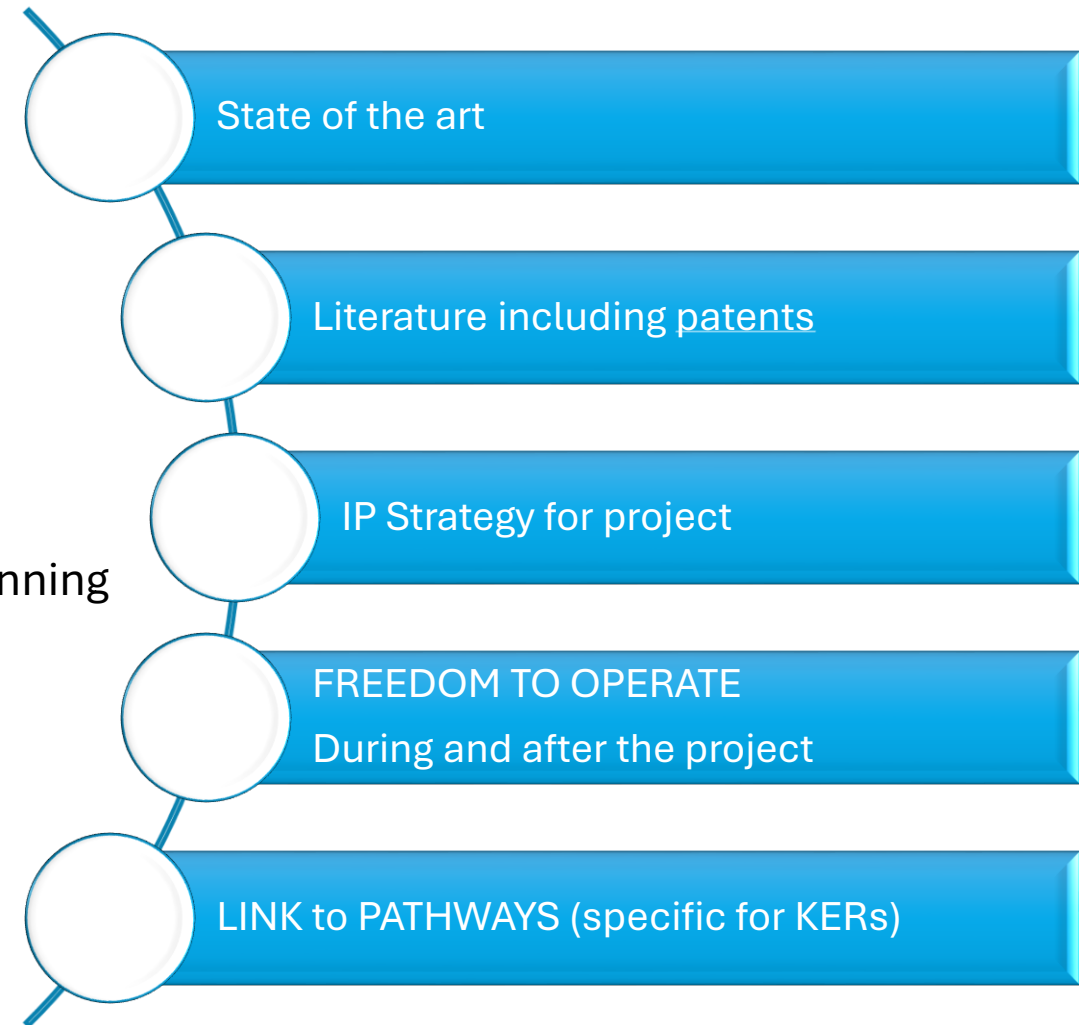 State of the art
Literature including patents
IP Strategy for project
FREEDOM TO OPERATE
During and after the project
LINK to PATHWAYS (specific for KERs)